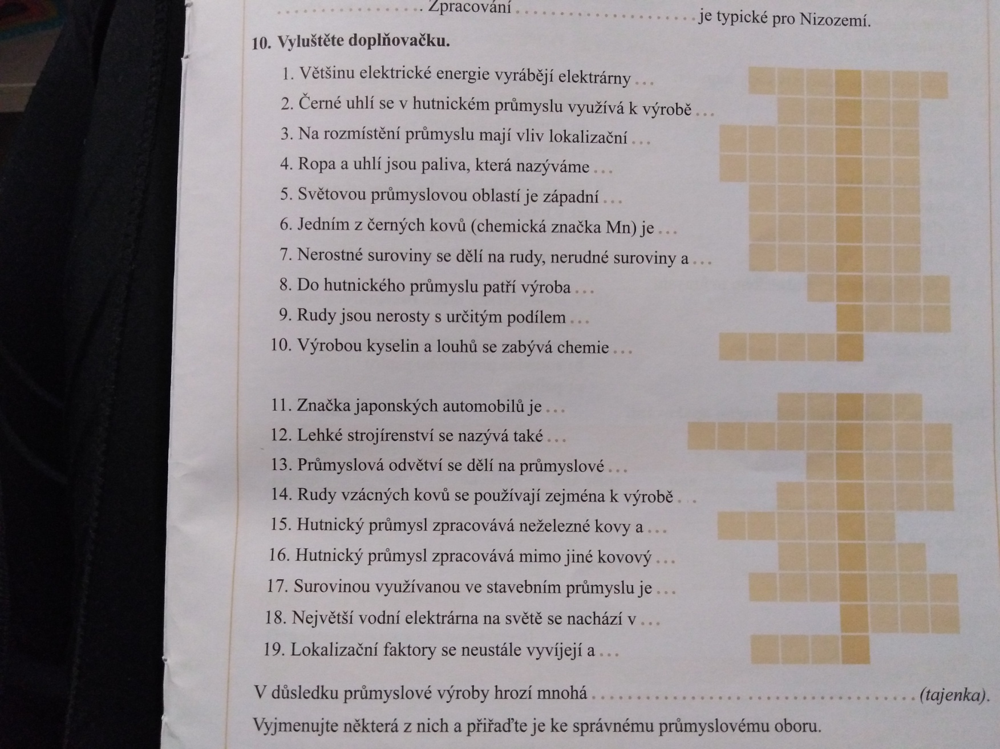 . Zpracování ........................ je typické pro Nizozemí.
10. Vyluštěte doplňovačku.
1. Většinu elektrické energie vyrábějí elektrárny ...
2. Černé uhlí se v hutnickém průmyslu využívá k výrobě ...
3. Na rozmístění průmyslu mají vliv lokalizační ...
4. Ropa a uhlí jsou paliva, která nazýváme ...
5. Světovou průmyslovou oblastí je západní ...
6. Jedním z černých kovů (chemická značka Mn) je ...
7. Nerostné suroviny se dělí na rudy, nerudné suroviny a ...
8. Do hutnického průmyslu patří výroba ...
9. Rudy jsou nerosty s určitým podílem ...
10. Výrobou kyselin a louhů se zabývá chemie ...
11. Značka japonských automobilů je ...
12. Lehké strojírenství se nazývá také ...
13. Průmyslová odvětví se dělí na průmyslové ...
14. Rudy vzácných kovů se používají zejména k výrobě ...
15. Hutnický průmysl zpracovává neželezné kovy a ...
16. Hutnický průmysl zpracovává mimo jiné kovový ...
17. Surovinou využívanou ve stavebním průmyslu je ...
18. Největší vodní elektrárna na světě se nachází v ...
19. Lokalizační faktory se neustále vyvíjejí a ...
V důsledku průmyslové výroby hrozí mnohá ........................ (tajenka).
Vyjmenujte některá z nich a přiřaďte je ke správnému průmyslovému oboru.